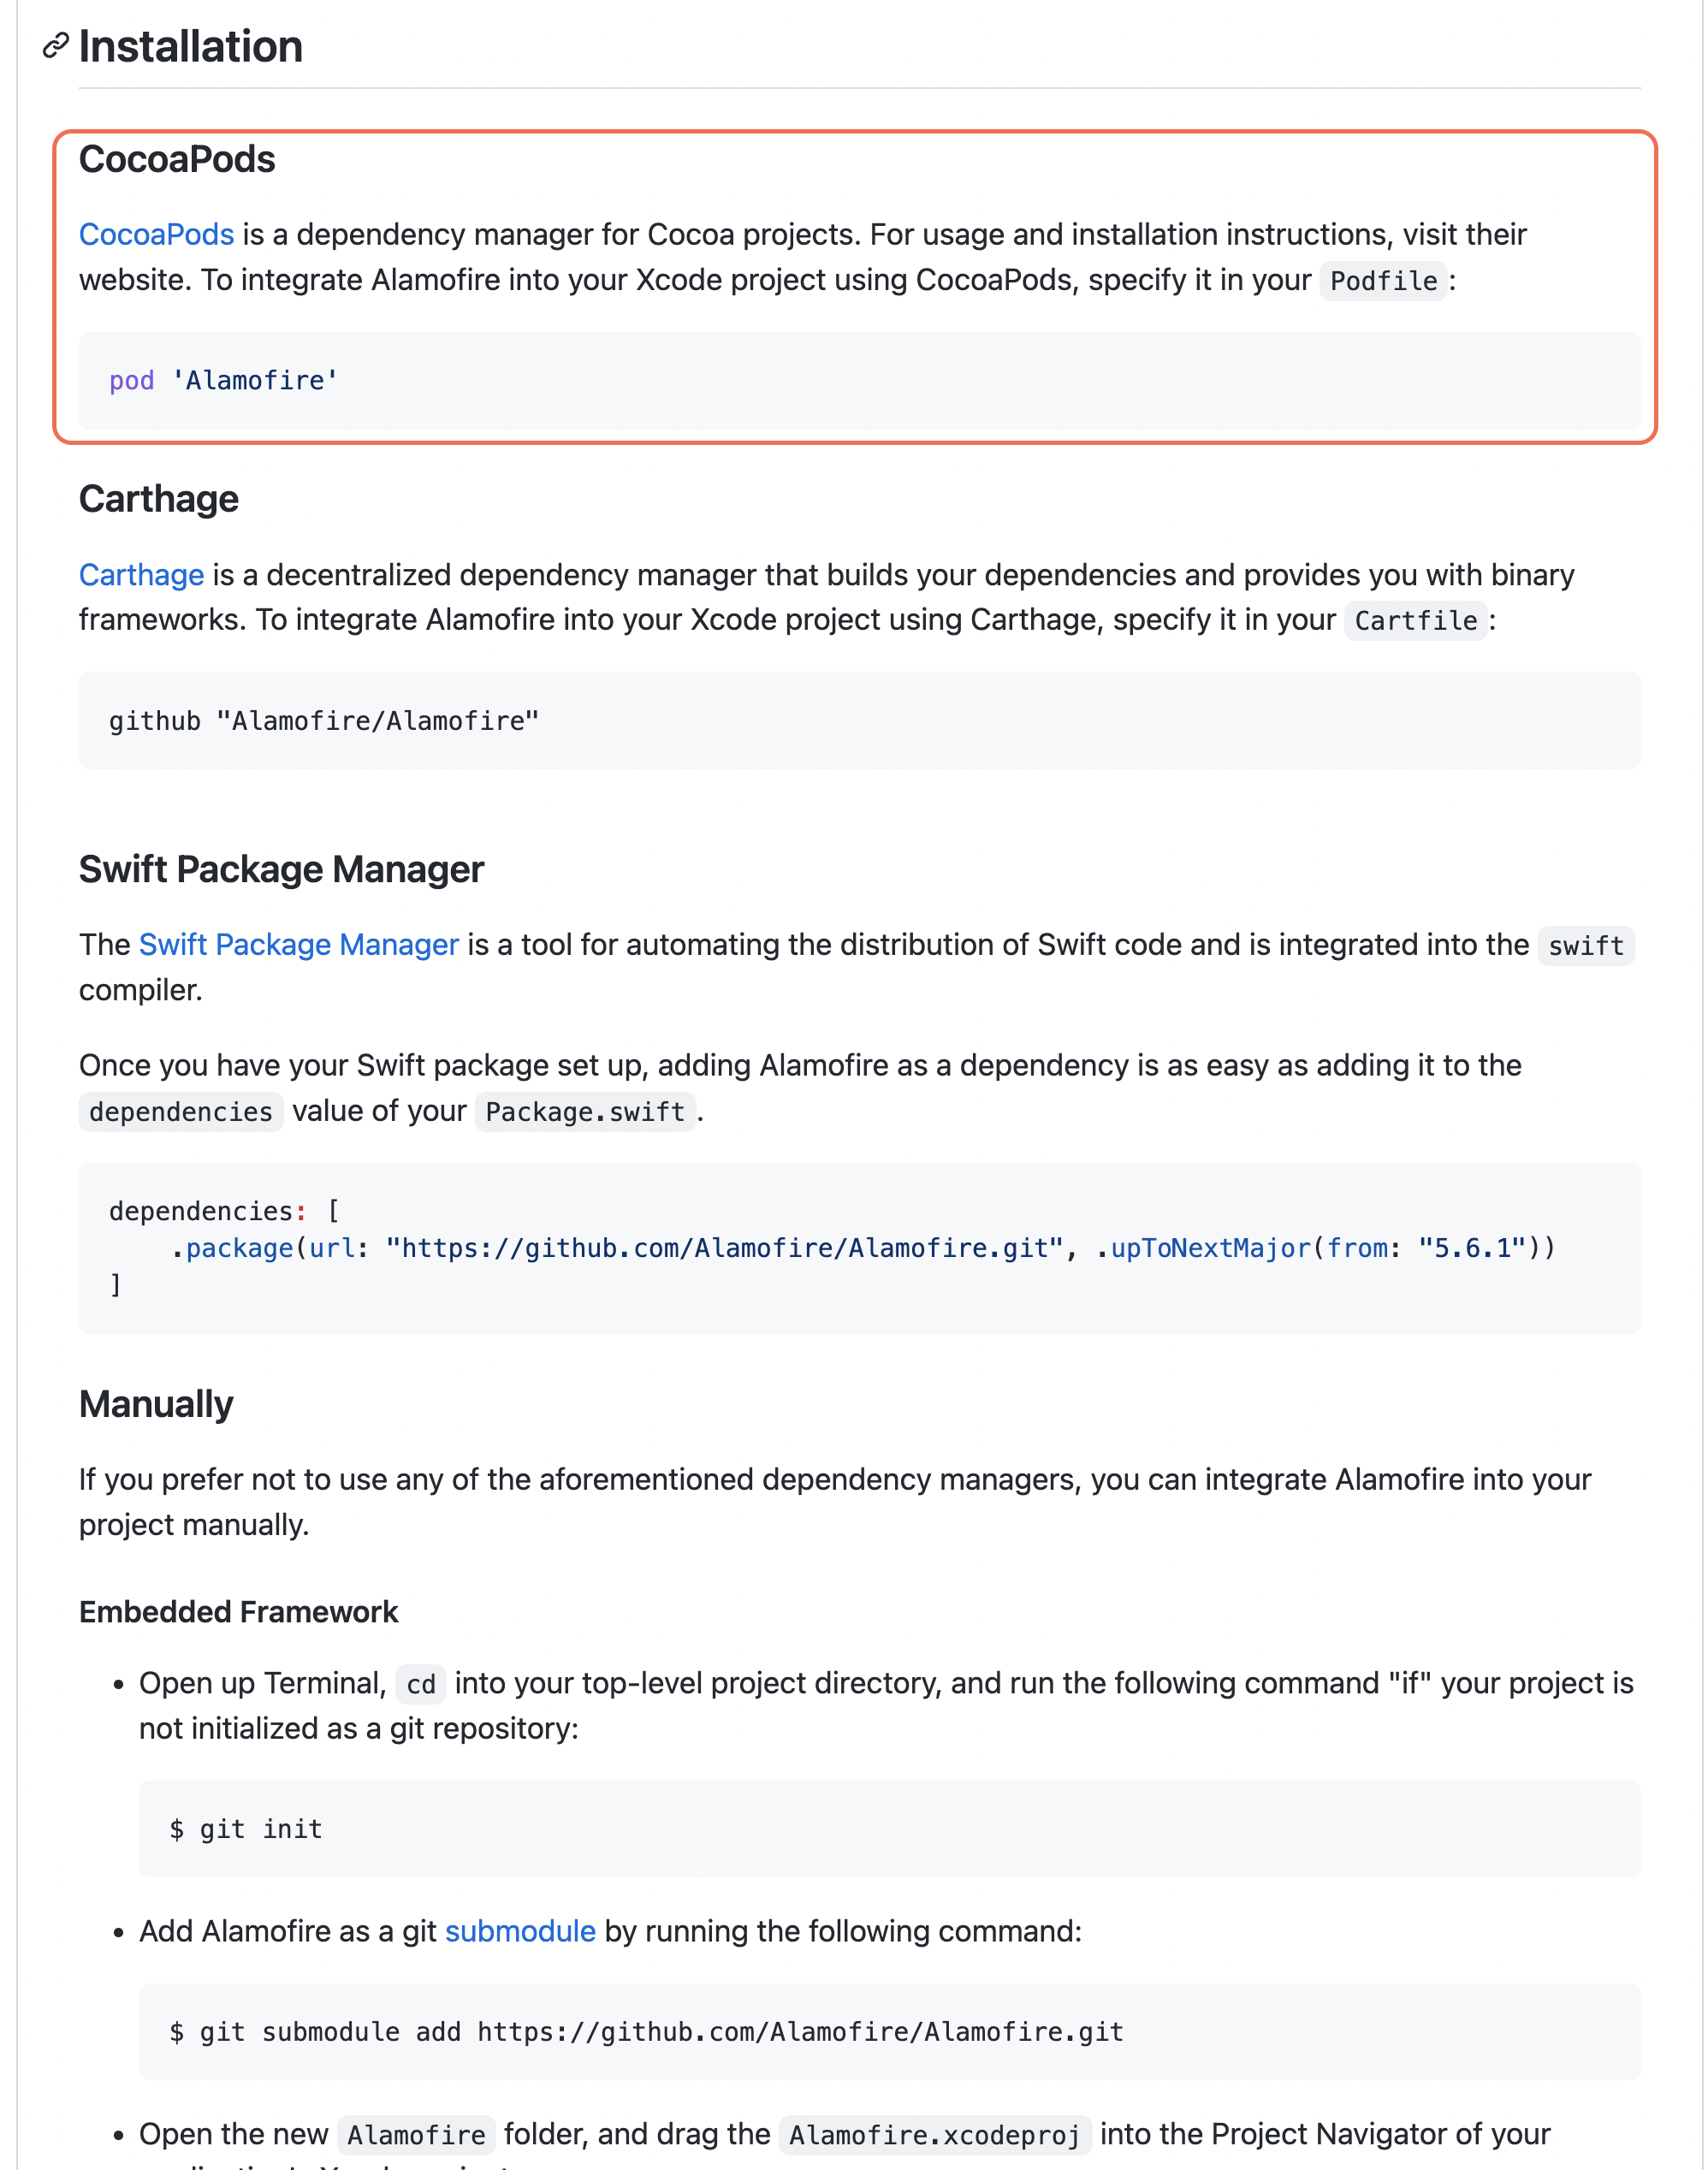 Installation
CocoaPods
CocoaPods is a dependency manager for Cocoa projects. For usage and installation instructions, visit their
website. To integrate Alamofire into your Xcode project using CocoaPods, specify it in your Podfile:
pod 'Alamofire'
Carthage
Carthage is a decentralized dependency manager that builds your dependencies and provides you with binary
frameworks. To integrate Alamofire into your Xcode project using Carthage, specify it in your Cartfile:
github "Alamofire/Alamofire"
Swift Package Manager
The Swift Package Manager is a tool for automating the distribution of Swift code and is integrated into the swift
compiler.
Once you have your Swift package set up, adding Alamofire as a dependency is as easy as adding it to the
dependencies value of your Package.swift.
dependencies: [
    .package(url: "https://github.com/Alamofire/Alamofire.git", .upToNextMajor(from: "5.6.1"))
]
Manually
If you prefer not to use any of the aforementioned dependency managers, you can integrate Alamofire into your
project manually.
Embedded Framework
• Open up Terminal, cd into your top-level project directory, and run the following command "if" your project is
not initialized as a git repository:
$ git init
• Add Alamofire as a git submodule by running the following command:
$ git submodule add https://github.com/Alamofire/Alamofire.git
• Open the new Alamofire folder, and drag the Alamofire.xcodeproj into the Project Navigator of your